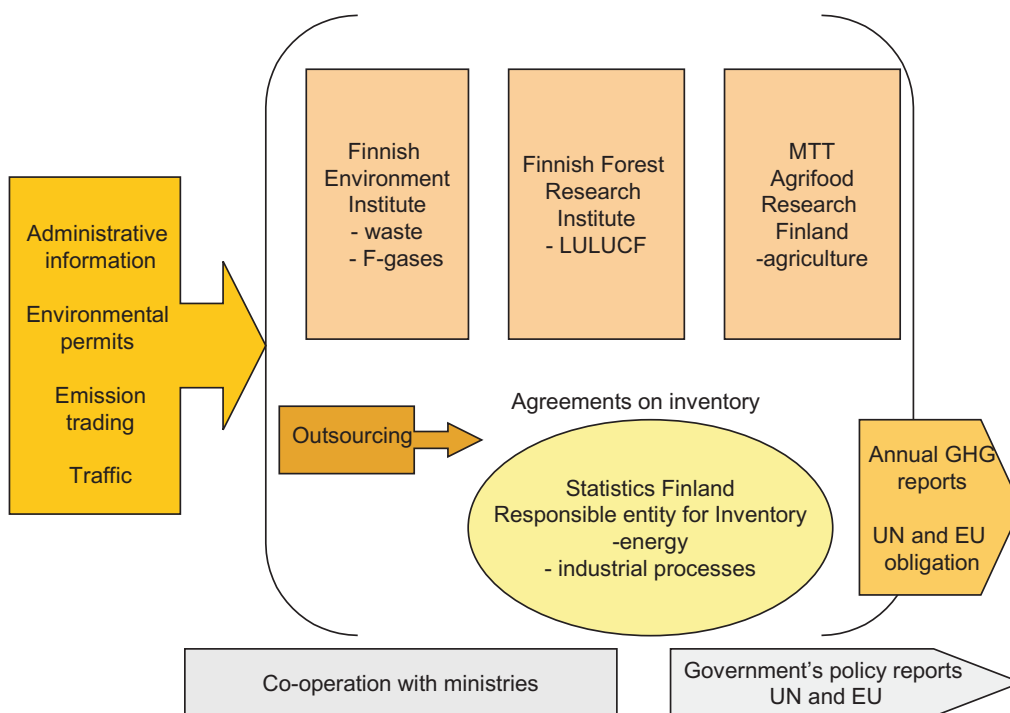 Administrative
information
Environmental
permits
Emission
trading
Traffic
Finnish
Environment
Institute
- waste
- F-gases
Finnish Forest
Research
Institute
- LULUCF
MTT
Agrifood
Research
Finland
-agriculture
Outsourcing
Agreements on inventory
Statistics Finland
Responsible entity for Inventory
-energy
- industrial processes
Annual GHG
reports
UN and EU
obligation
Co-operation with ministries
Government’s policy reports
UN and EU